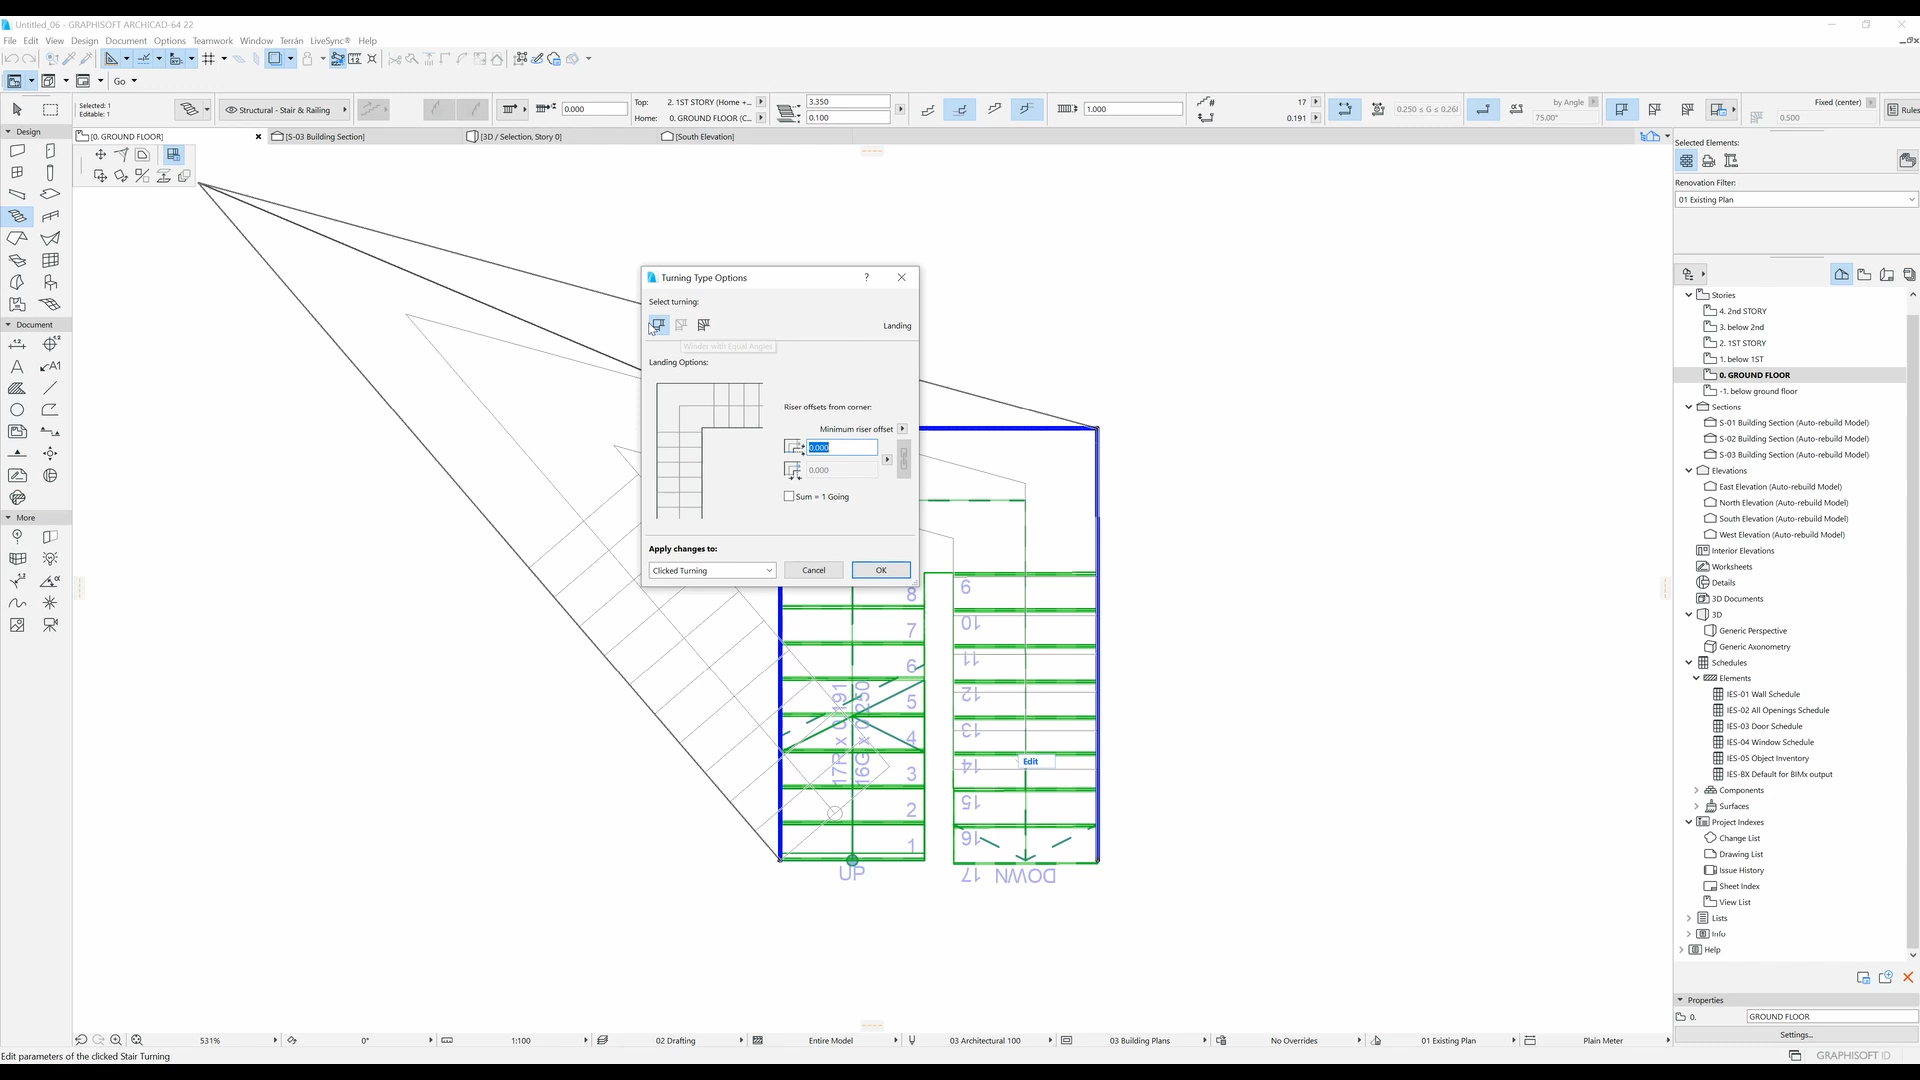 Untitled_06 - GRAPHISOFT ARCHICAD-64 22
File Edit View Design Document Options Teamwork Window Terrán LiveSync® Help
Go
Selected: 1
Editable: 1
Structural - Stair & Railing
0.000
Top: 2. 1ST STORY (Home +...
Home: 0. GROUND FLOOR (C...
3.350
0.100
1.000
17
0.191
0.250 ≤ G ≤ 0.26
by Angle
75.00°
Fixed (center)
0.500
Rules
[0. GROUND FLOOR]
[S-03 Building Section]
[3D / Selection, Story 0]
[South Elevation]
Design
Document
More
Turning Type Options
?
Select turning:
Landing
Winder with Equal Angles
Landing Options:
Riser offsets from corner:
Minimum riser offset
0.000
0.000
Sum = 1 Going
Apply changes to:
Clicked Turning
Cancel
OK
8
7
6
5
4
3
2
1
9
10
11
12
13
14
15
16
17
17R x 0.191
16G x 0.250
Edit
UP
DOWN
Selected Elements:
Renovation Filter:
01 Existing Plan
Stories
4. 2nd STORY
3. below 2nd
2. 1ST STORY
1. below 1ST
0. GROUND FLOOR
-1. below ground floor
Sections
S-01 Building Section (Auto-rebuild Model)
S-02 Building Section (Auto-rebuild Model)
S-03 Building Section (Auto-rebuild Model)
Elevations
East Elevation (Auto-rebuild Model)
North Elevation (Auto-rebuild Model)
South Elevation (Auto-rebuild Model)
West Elevation (Auto-rebuild Model)
Interior Elevations
Worksheets
Details
3D Documents
3D
Generic Perspective
Generic Axonometry
Schedules
Elements
IES-01 Wall Schedule
IES-02 All Openings Schedule
IES-03 Door Schedule
IES-04 Window Schedule
IES-05 Object Inventory
IES-BX Default for BIMx output
Components
Surfaces
Project Indexes
Change List
Drawing List
Issue History
Sheet Index
View List
Lists
Info
Help
Properties
0.
GROUND FLOOR
Settings...
531%
0°
1:100
02 Drafting
Entire Model
03 Architectural 100
03 Building Plans
No Overrides
01 Existing Plan
Plain Meter
Edit parameters of the clicked Stair Turning
GRAPHISOFT ID